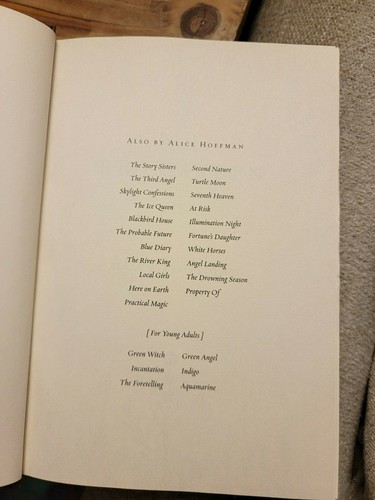 ALSO BY ALICE HOFFMAN
The Story Sisters
The Third Angel
Skylight Confessions
The Ice Queen
Blackbird House
The Probable Future
Blue Diary
The River King
Local Girls
Here on Earth
Practical Magic
Second Nature
Turtle Moon
Seventh Heaven
At Risk
Illumination Night
Fortune's Daughter
White Horses
Angel Landing
The Drowning Season
Property Of
[ For Young Adults ]
Green Witch
Incantation
The Foretelling
Green Angel
Indigo
Aquamarine